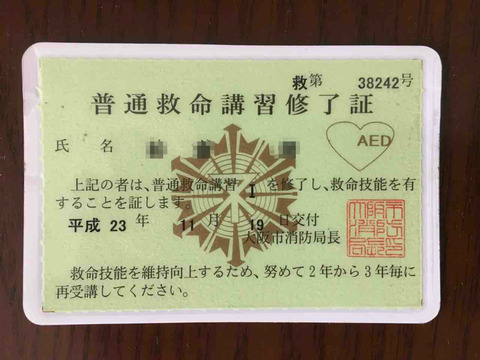 救第 38242号
普通救命講習修了証
氏 名
AED
上記の者は、普通救命講習 I を修了し、救命技能を有
することを証します。
平成 23 年 11 月 19 日交付
大阪市消防局長
救命技能を維持向上するため、努めて2年から3年毎に
再受講してください。